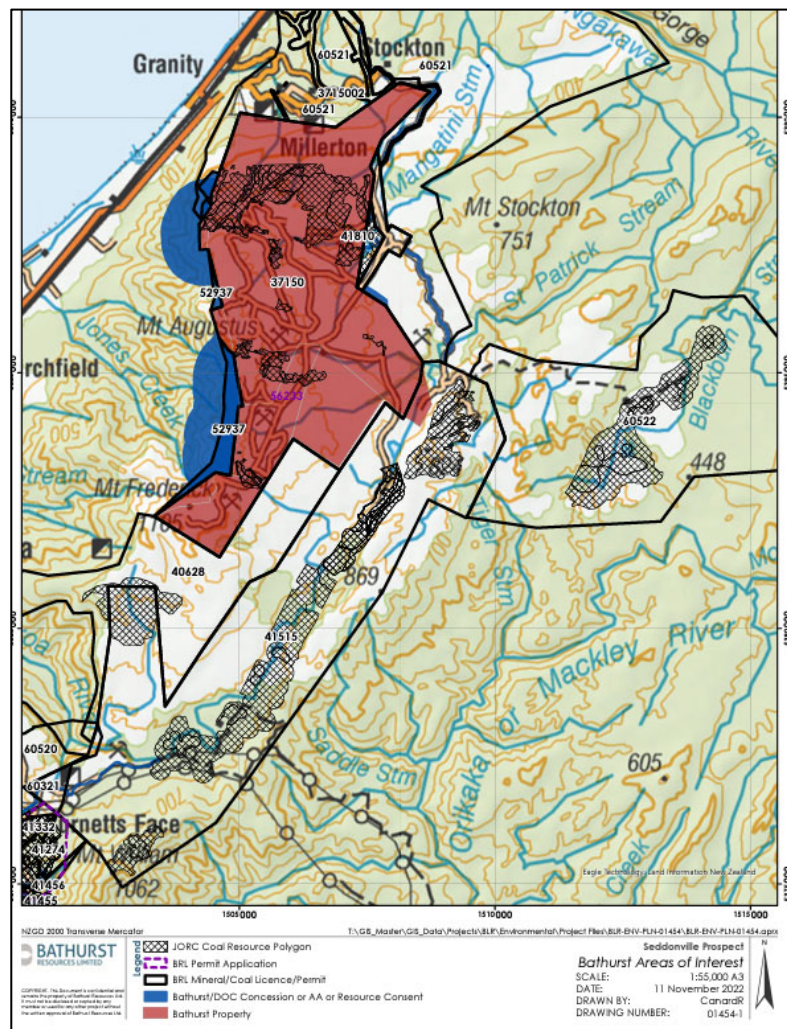 60521
Stockton
Ngakawau
Gorge
Granity
60521
3715002
60521
Millerton
Mangatini Stm
River
Mt Stockton
751
41810
St Patrick Stream
37150
52937
Mt Augustus
Jones Creek
rchfield
56233
60522
Blackburn
52937
Stream
448
Mt Frederick
40628
869
Stm
41515
Orikaka or Mackley River
60520
Saddle Stm
605
60321
41332
rnetts Face
41274
41456
1062
41455
Creek
Eagle Technology, Land Information New Zealand
1505000
1510000
1515000
NZGD 2000 Transverse Mercator
T:\GIS_Master\GIS_Data\Projects\BLR\Environmental\Project Files\BLR-ENV-PLN-01454\BLR-ENV-PLN-01454.aprx
BATHURST
RESOURCES LIMITED
Legend
JORC Coal Resource Polygon
BRL Permit Application
BRL Mineral/Coal Licence/Permit
Bathurst/DOC Concession or AA or Resource Consent
Bathurst Property
Seddonville Prospect
Bathurst Areas of Interest
SCALE: 1:55,000 A3
DATE: 11 November 2022
DRAWN BY: CanardR
DRAWING NUMBER: 01454-1
N